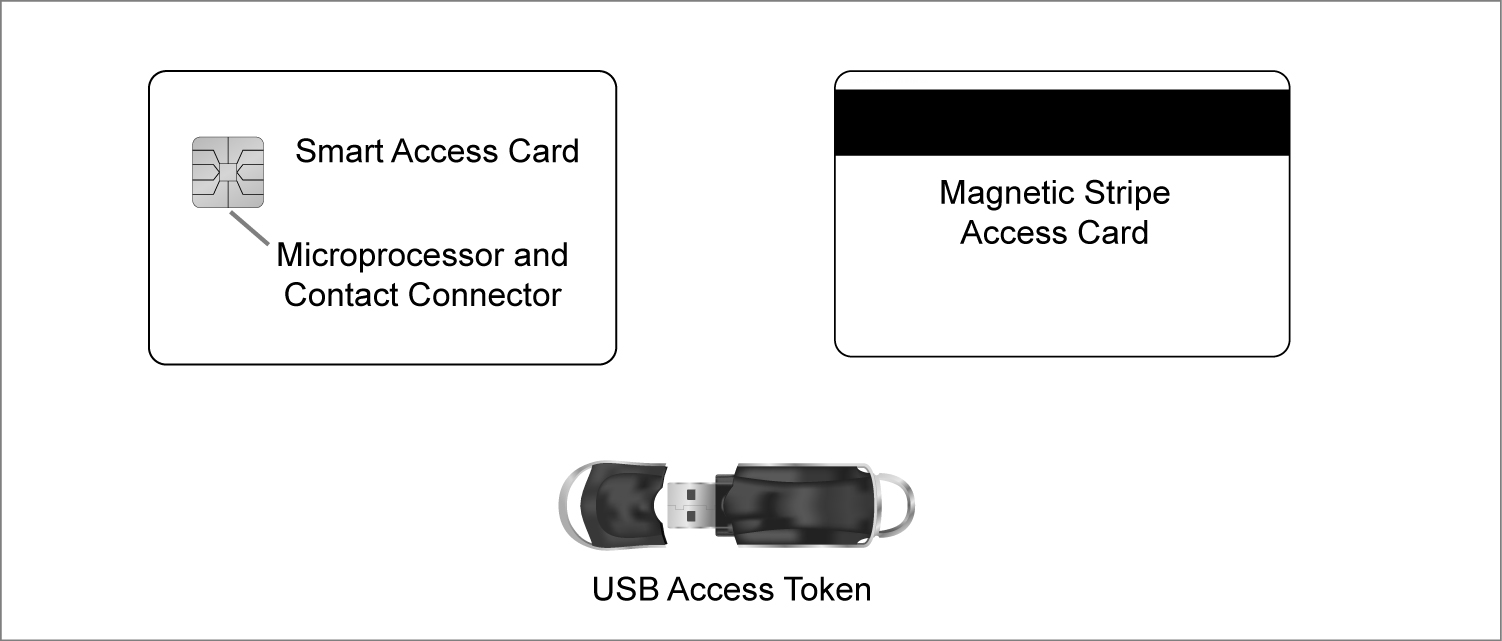 Smart Access Card
Microprocessor and
Contact Connector
Magnetic Stripe
Access Card
USB Access Token